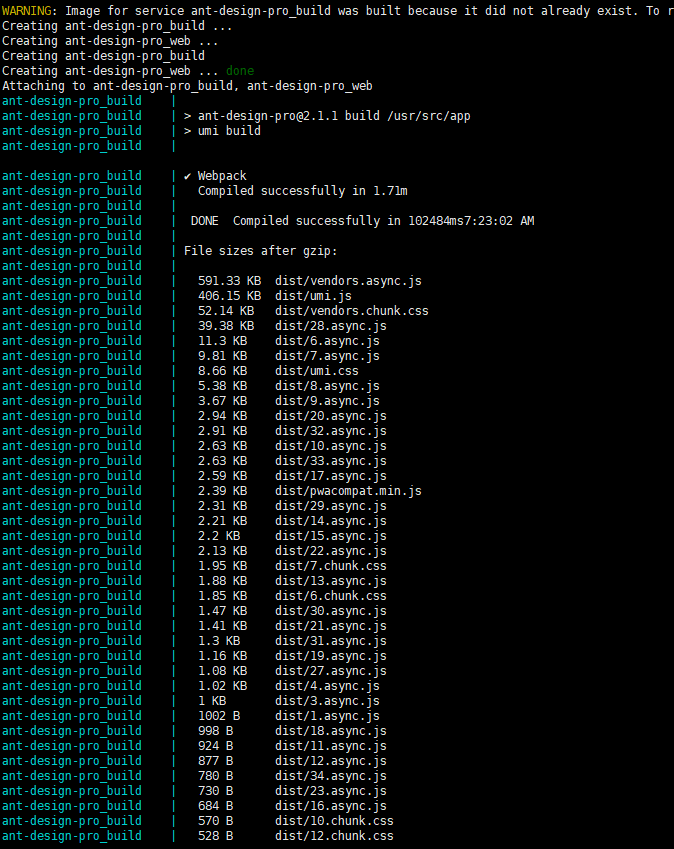 WARNING: Image for service ant-design-pro_build was built because it did not already exist. To r
Creating ant-design-pro_build ...
Creating ant-design-pro_web ...
Creating ant-design-pro_build
Creating ant-design-pro_web ... done
Attaching to ant-design-pro_build, ant-design-pro_web
ant-design-pro_build    |
ant-design-pro_build    | > ant-design-pro@2.1.1 build /usr/src/app
ant-design-pro_build    | > umi build
ant-design-pro_build    |
ant-design-pro_build    | ✔ Webpack
ant-design-pro_build    |   Compiled successfully in 1.71m
ant-design-pro_build    |
ant-design-pro_build    |  DONE  Compiled successfully in 102484ms7:23:02 AM
ant-design-pro_build    |
ant-design-pro_build    | File sizes after gzip:
ant-design-pro_build    |
ant-design-pro_build    |   591.33 KB  dist/vendors.async.js
ant-design-pro_build    |   406.15 KB  dist/umi.js
ant-design-pro_build    |   52.14 KB   dist/vendors.chunk.css
ant-design-pro_build    |   39.38 KB   dist/28.async.js
ant-design-pro_build    |   11.3 KB    dist/6.async.js
ant-design-pro_build    |   9.81 KB    dist/7.async.js
ant-design-pro_build    |   8.66 KB    dist/umi.css
ant-design-pro_build    |   5.38 KB    dist/8.async.js
ant-design-pro_build    |   3.67 KB    dist/9.async.js
ant-design-pro_build    |   2.94 KB    dist/20.async.js
ant-design-pro_build    |   2.91 KB    dist/32.async.js
ant-design-pro_build    |   2.63 KB    dist/10.async.js
ant-design-pro_build    |   2.63 KB    dist/33.async.js
ant-design-pro_build    |   2.59 KB    dist/17.async.js
ant-design-pro_build    |   2.39 KB    dist/pwacompat.min.js
ant-design-pro_build    |   2.31 KB    dist/29.async.js
ant-design-pro_build    |   2.21 KB    dist/14.async.js
ant-design-pro_build    |   2.2 KB     dist/15.async.js
ant-design-pro_build    |   2.13 KB    dist/22.async.js
ant-design-pro_build    |   1.95 KB    dist/7.chunk.css
ant-design-pro_build    |   1.88 KB    dist/13.async.js
ant-design-pro_build    |   1.85 KB    dist/6.chunk.css
ant-design-pro_build    |   1.47 KB    dist/30.async.js
ant-design-pro_build    |   1.41 KB    dist/21.async.js
ant-design-pro_build    |   1.3 KB     dist/31.async.js
ant-design-pro_build    |   1.16 KB    dist/19.async.js
ant-design-pro_build    |   1.08 KB    dist/27.async.js
ant-design-pro_build    |   1.02 KB    dist/4.async.js
ant-design-pro_build    |   1 KB       dist/3.async.js
ant-design-pro_build    |   1002 B     dist/1.async.js
ant-design-pro_build    |   998 B      dist/18.async.js
ant-design-pro_build    |   924 B      dist/11.async.js
ant-design-pro_build    |   877 B      dist/12.async.js
ant-design-pro_build    |   780 B      dist/34.async.js
ant-design-pro_build    |   730 B      dist/23.async.js
ant-design-pro_build    |   684 B      dist/16.async.js
ant-design-pro_build    |   570 B      dist/10.chunk.css
ant-design-pro_build    |   528 B      dist/12.chunk.css